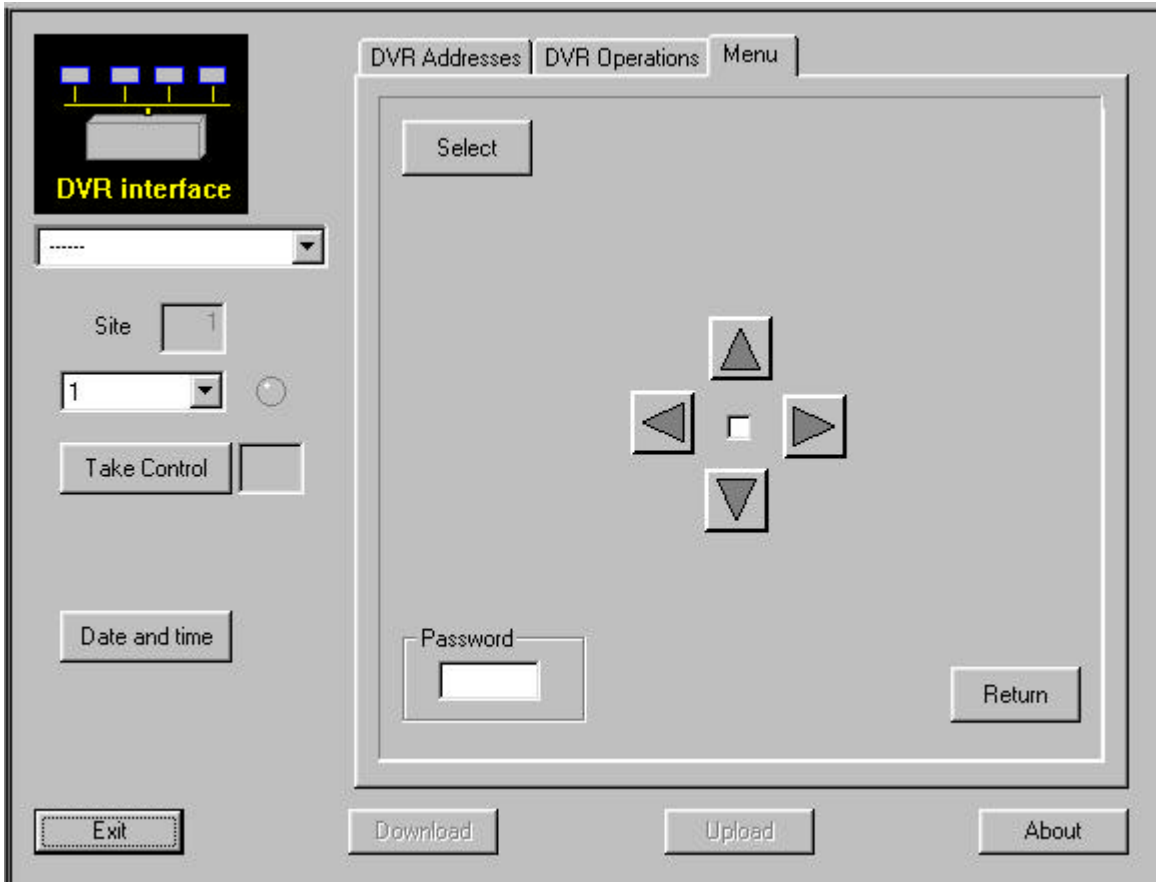 DVR Addresses
DVR Operations
Menu
DVR interface
Select
------
Site
1
1
Take Control
Date and time
Password
Return
Exit
Download
Upload
About